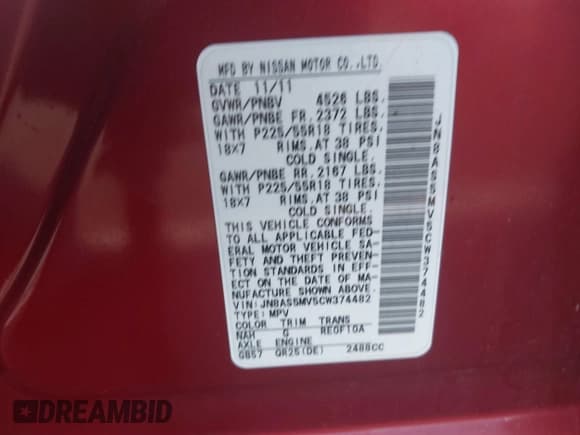 MFD BY NISSAN MOTOR CO.,LTD.
DATE 11/11
GVWR/PNBV 4526 LBS.
GAWR/PNBE FR. 2372 LBS.
WITH P225/55R18 TIRES,
18X7 RIMS, AT 38 PSI
COLD SINGLE.
GAWR/PNBE RR. 2167 LBS.
WITH P225/55R18 TIRES,
18X7 RIMS, AT 38 PSI
COLD SINGLE.
THIS VEHICLE CONFORMS
TO ALL APPLICABLE FED
ERAL MOTOR VEHICLE SA-
FETY AND THEFT PREVEN
TION STANDARDS IN EFF-
ECT ON THE DATE OF MA-
NUFACTURE SHOWN ABOVE.
VIN:JN8AS5MV5CW374482
TYPE:MPV
COLOR TRIM TRANS
NAH G RE0F10A
AXLE ENGINE
GB57 QR25(DE) 2488CC
EN
JN8AS5MV5CW374482
DREAMBID